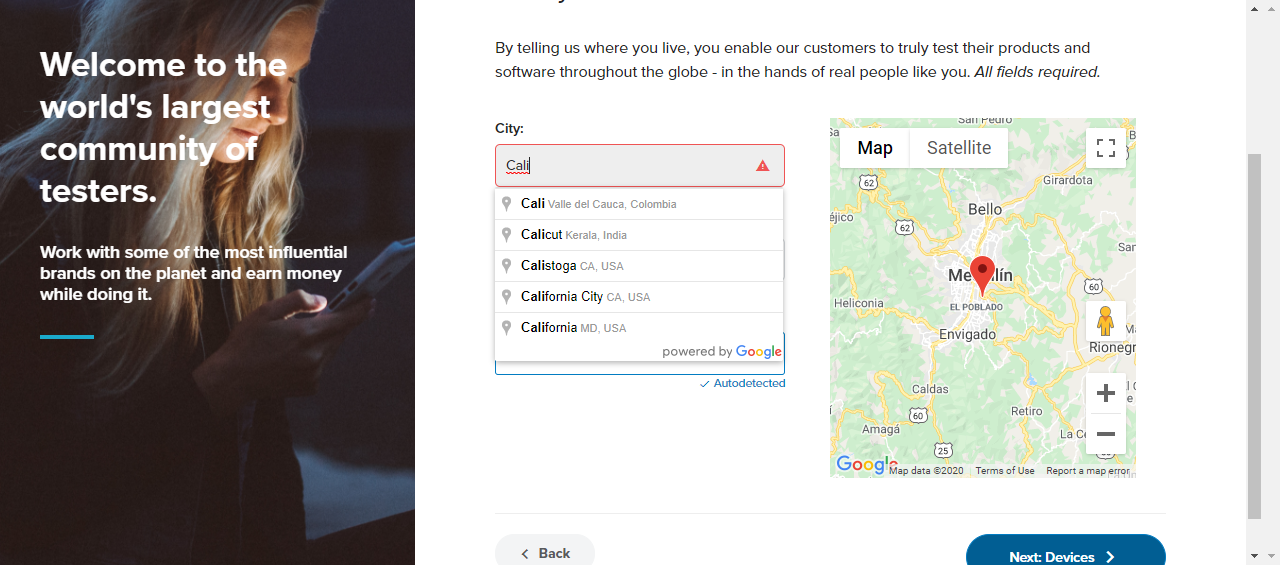 Welcome to the
world's largest
community of
testers.
Work with some of the most influential
brands on the planet and earn money
while doing it.
By telling us where you live, you enable our customers to truly test their products and
software throughout the globe - in the hands of real people like you. All fields required.
City:
Cali
Cali Valle del Cauca, Colombia
Calicut Kerala, India
Calistoga CA, USA
California City CA, USA
California MD, USA
powered by Google
Autodetected
Map
Satellite
San Pedro
62
Girardota
Bello
éjico
62
Medellín
60
Heliconia
EL POBLADO
Envigado
Caldas
60
Retiro
Amagá
La Ce
25
Google
Map data ©2020
Terms of Use
Report a map error
Back
Next: Devices